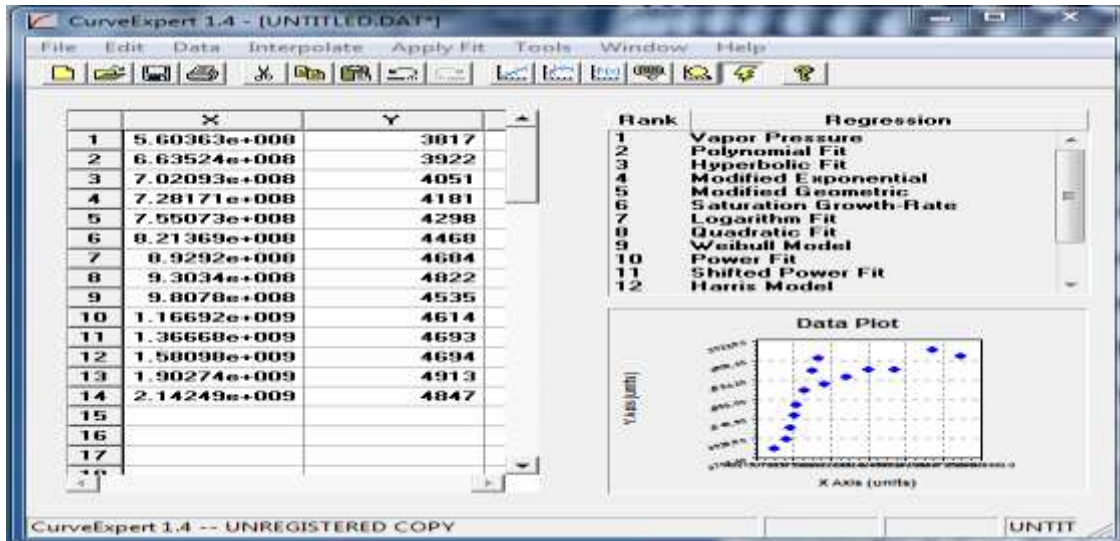 CurveExpert 1.4 - [UNTITLED.DAT*]
File Edit Data Interpolate Apply Fit Tools Window Help
X Y
1 5.60363e+008 3817
2 6.63524e+008 3922
3 7.02093e+008 4051
4 7.28171e+008 4181
5 7.55073e+008 4298
6 8.21369e+008 4468
7 8.9292e+008 4684
8 9.3034e+008 4822
9 9.8078e+008 4535
10 1.16692e+009 4614
11 1.36668e+009 4693
12 1.58098e+009 4694
13 1.90274e+009 4913
14 2.14249e+009 4847
15
16
17
Rank Regression
1 Vapor Pressure
2 Polynomial Fit
3 Hyperbolic Fit
4 Modified Exponential
5 Modified Geometric
6 Saturation Growth-Rate
7 Logarithm Fit
8 Quadratic Fit
9 Weibull Model
10 Power Fit
11 Shifted Power Fit
12 Harris Model
Data Plot
Y Axis (units)
X Axis (units)
CurveExpert 1.4 -- UNREGISTERED COPY
UNTIT